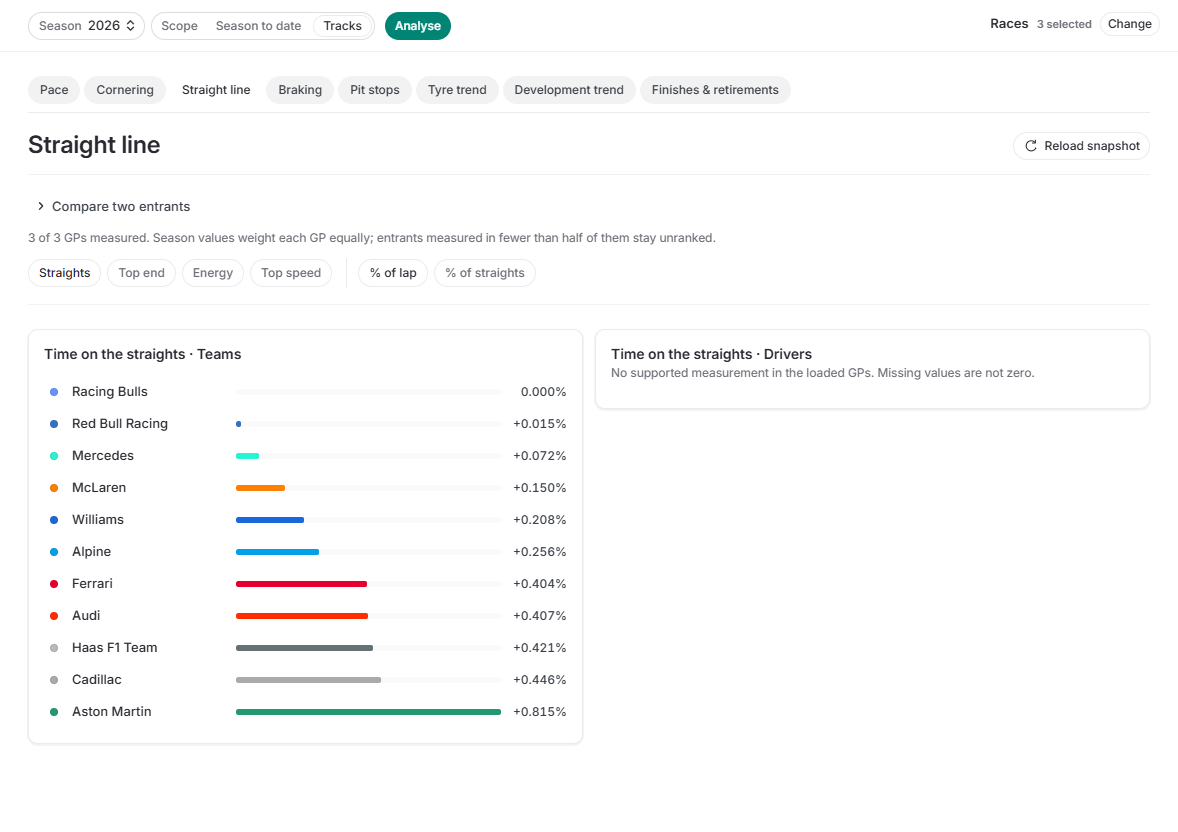 Season 2026 Scope Season to date Tracks Analyse Races 3 selected Change
Pace Cornering Straight line Braking Pit stops Tyre trend Development trend Finishes & retirements
Straight line Reload snapshot
Compare two entrants
3 of 3 GPs measured. Season values weight each GP equally; entrants measured in fewer than half of them stay unranked.
Straights Top end Energy Top speed % of lap % of straights
Time on the straights · Teams
Racing Bulls 0.000%
Red Bull Racing +0.015%
Mercedes +0.072%
McLaren +0.150%
Williams +0.208%
Alpine +0.256%
Ferrari +0.404%
Audi +0.407%
Haas F1 Team +0.421%
Cadillac +0.446%
Aston Martin +0.815%
Time on the straights · Drivers
No supported measurement in the loaded GPs. Missing values are not zero.